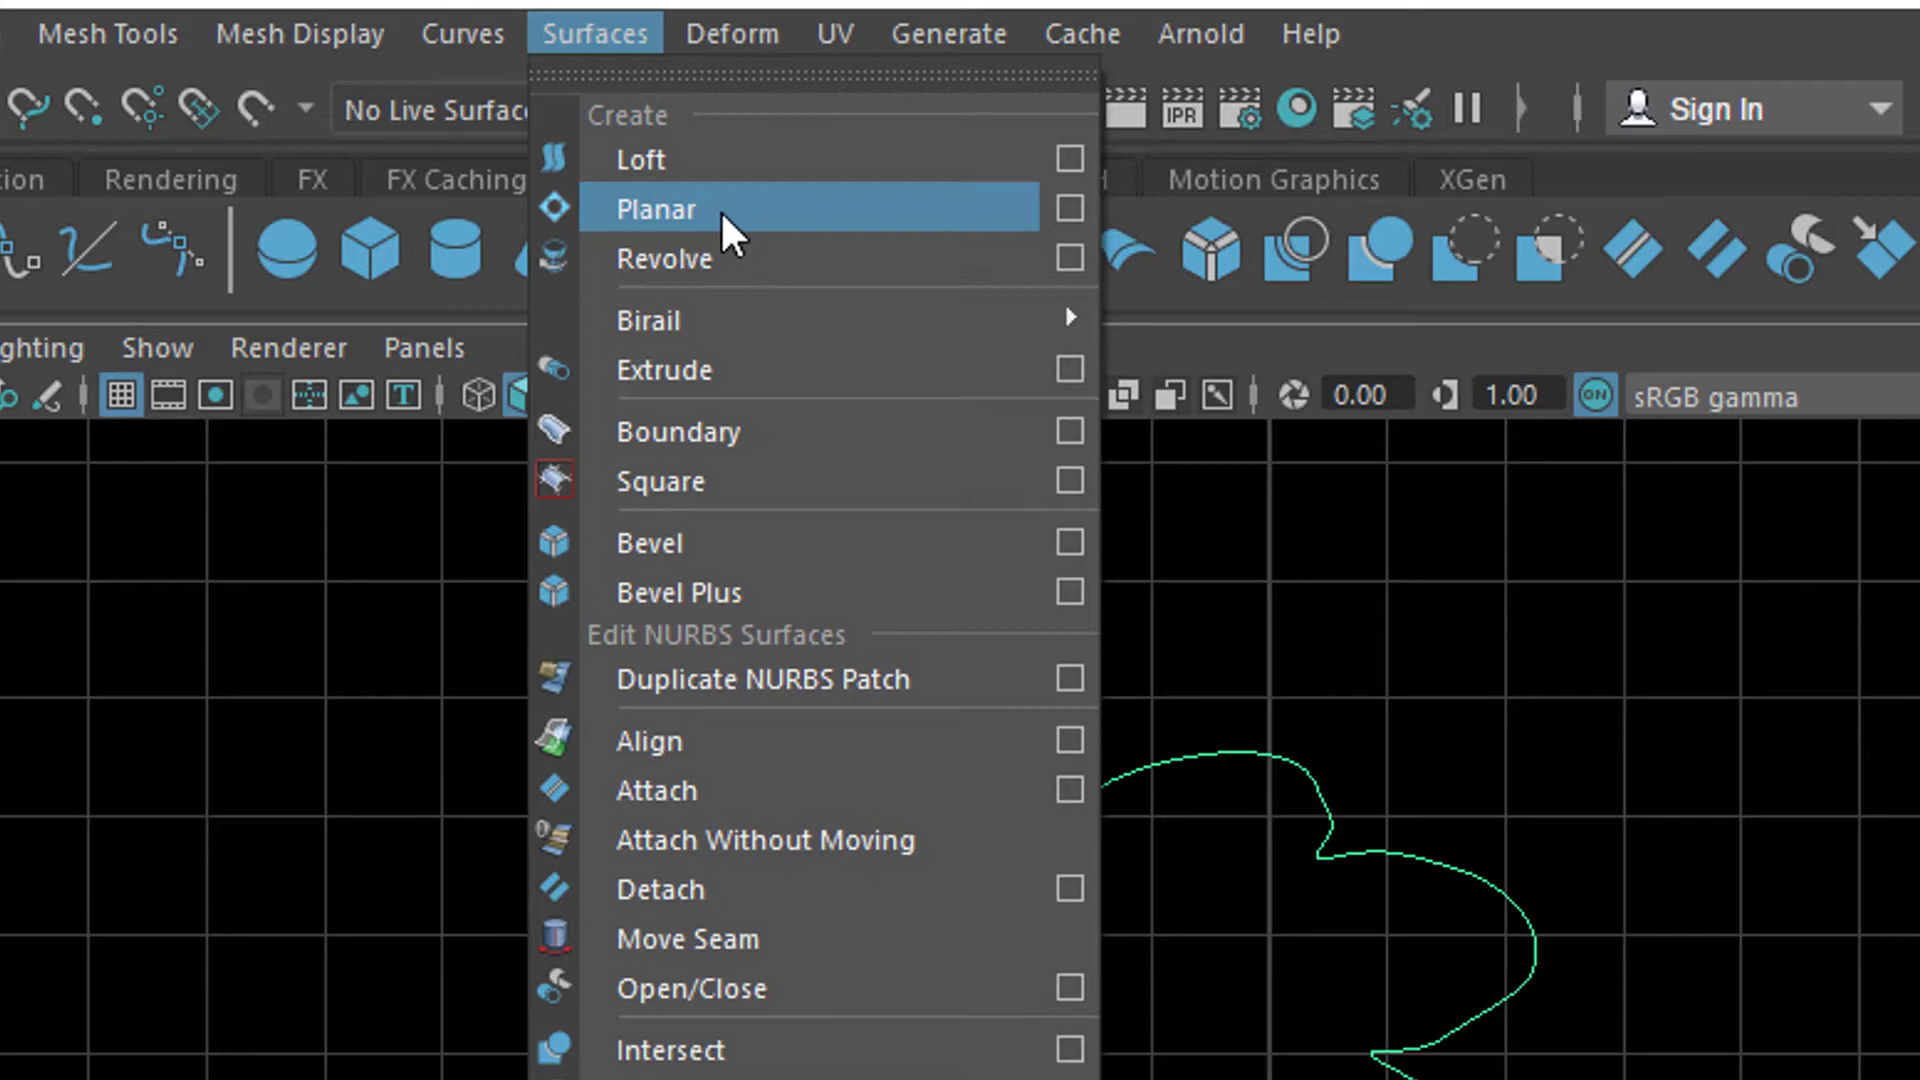 Mesh Tools Mesh Display Curves Surfaces Deform UV Generate Cache Arnold Help
No Live Surfac IPR Sign In
tion Rendering FX FX Caching Motion Graphics XGen
ghting Show Renderer Panels
0.00 1.00 ON sRGB gamma
Create
Loft
Planar
Revolve
Birail
Extrude
Boundary
Square
Bevel
Bevel Plus
Edit NURBS Surfaces
Duplicate NURBS Patch
Align
Attach
Attach Without Moving
Detach
Move Seam
Open/Close
Intersect